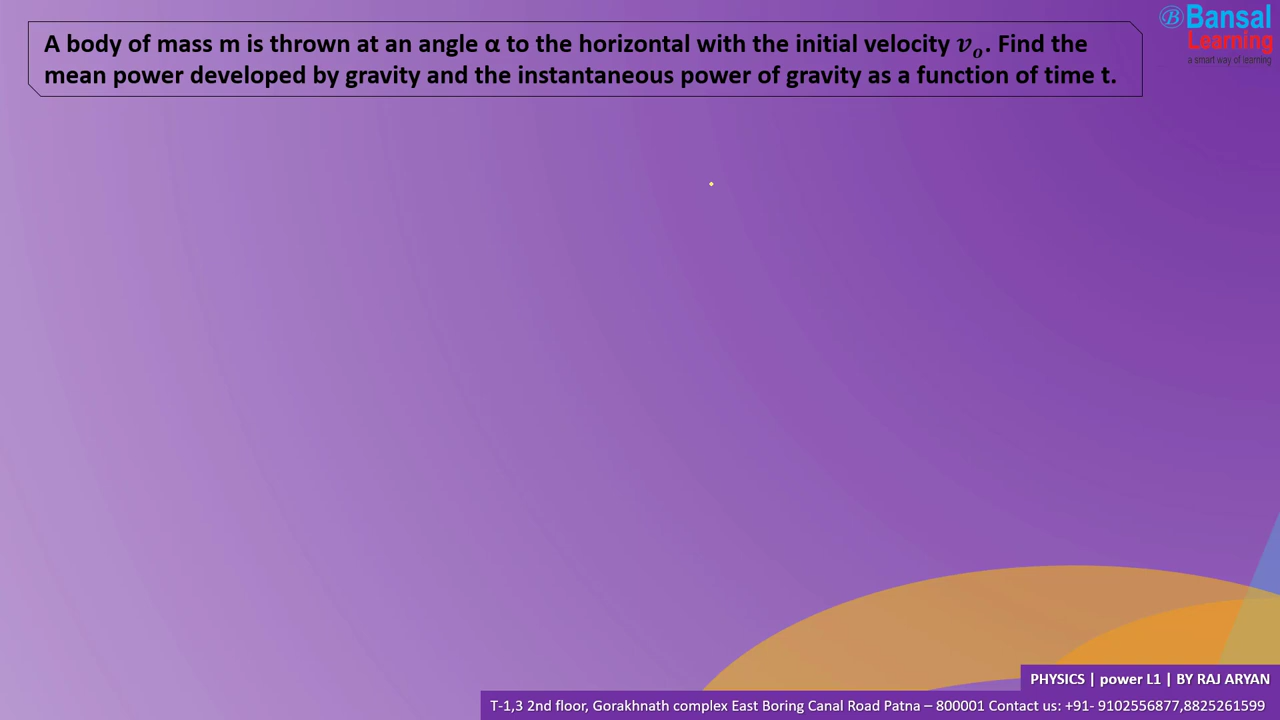 A body of mass m is thrown at an angle α to the horizontal with the initial velocity 𝒗ₒ. Find the
mean power developed by gravity and the instantaneous power of gravity as a function of time t.
B Bansal
Learning
a smart way of learning
PHYSICS | power L1 | BY RAJ ARYAN
T-1,3 2nd floor, Gorakhnath complex East Boring Canal Road Patna – 800001 Contact us: +91- 9102556877,8825261599